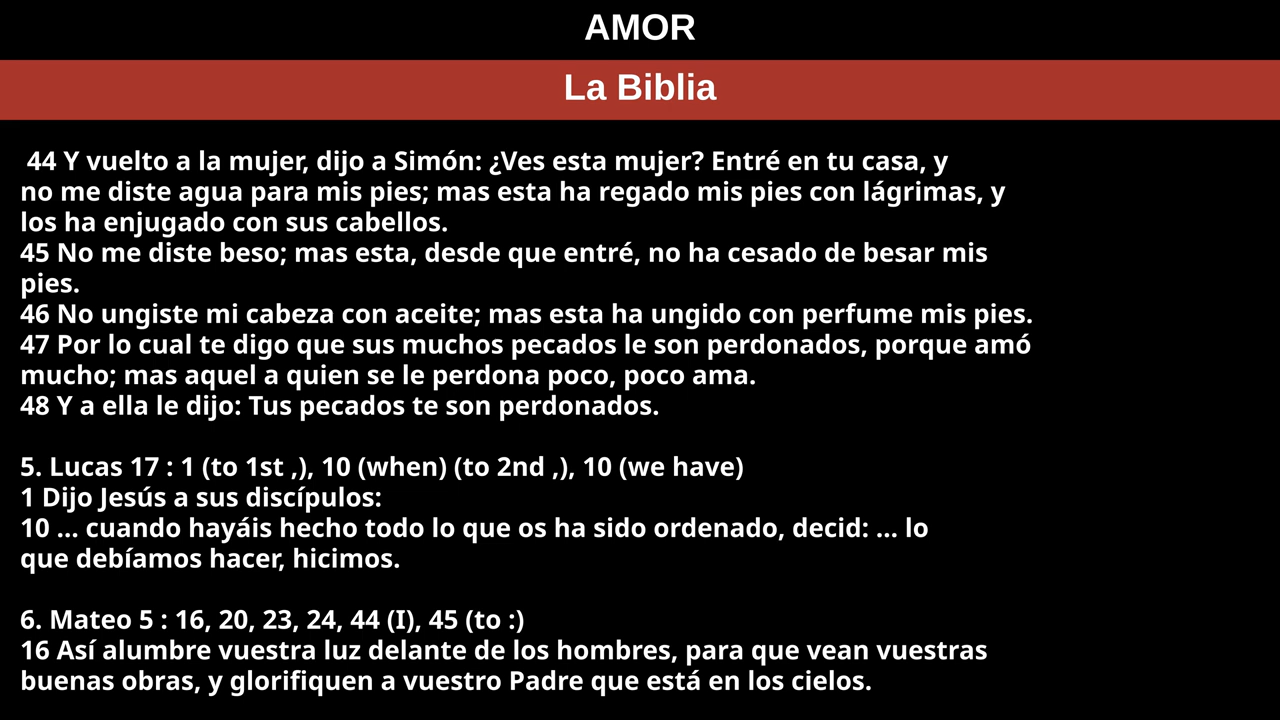 AMOR
La Biblia
44 Y vuelto a la mujer, dijo a Simón: ¿Ves esta mujer? Entré en tu casa, y
no me diste agua para mis pies; mas esta ha regado mis pies con lágrimas, y
los ha enjugado con sus cabellos.
45 No me diste beso; mas esta, desde que entré, no ha cesado de besar mis
pies.
46 No ungiste mi cabeza con aceite; mas esta ha ungido con perfume mis pies.
47 Por lo cual te digo que sus muchos pecados le son perdonados, porque amó
mucho; mas aquel a quien se le perdona poco, poco ama.
48 Y a ella le dijo: Tus pecados te son perdonados.
5. Lucas 17 : 1 (to 1st ,), 10 (when) (to 2nd ,), 10 (we have)
1 Dijo Jesús a sus discípulos:
10 ... cuando hayáis hecho todo lo que os ha sido ordenado, decid: ... lo
que debíamos hacer, hicimos.
6. Mateo 5 : 16, 20, 23, 24, 44 (I), 45 (to :)
16 Así alumbre vuestra luz delante de los hombres, para que vean vuestras
buenas obras, y glorifiquen a vuestro Padre que está en los cielos.